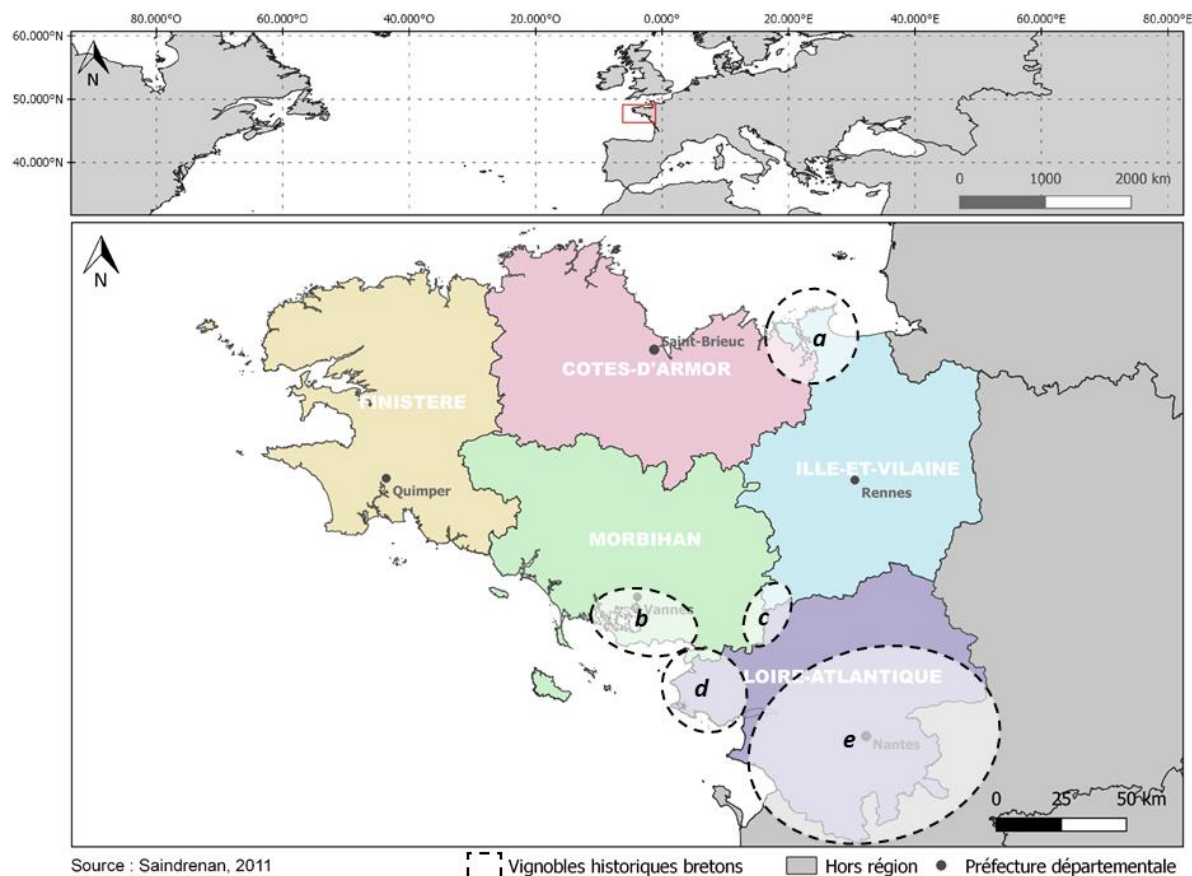 80.000°W 60.000°W 40.000°W 20.000°W 0.000°E 20.000°E 40.000°E 60.000°E 80.000°E
60.000°N
N
50.000°N
40.000°N
0 1000 2000 km
N
Saint-Brieuc
a
COTES-D'ARMOR
FINISTERE
ILLE-ET-VILAINE
Quimper
Rennes
MORBIHAN
Vannes
b
c
d
LOIRE-ATLANTIQUE
e
Nantes
0 25 50 km
Source : Saindrenan, 2011
Vignobles historiques bretons
Hors région
Préfecture départementale